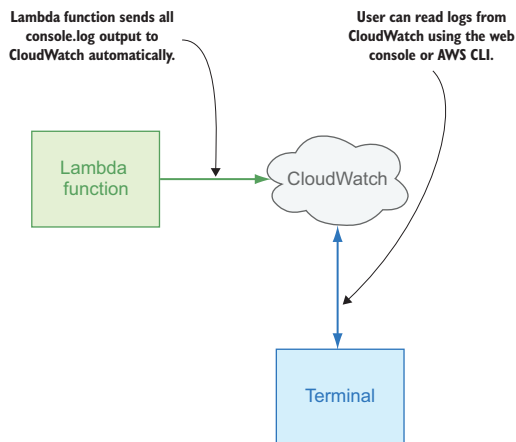 Lambda function sends all
console.log output to
CloudWatch automatically.
User can read logs from
CloudWatch using the web
console or AWS CLI.
Lambda
function
CloudWatch
Terminal